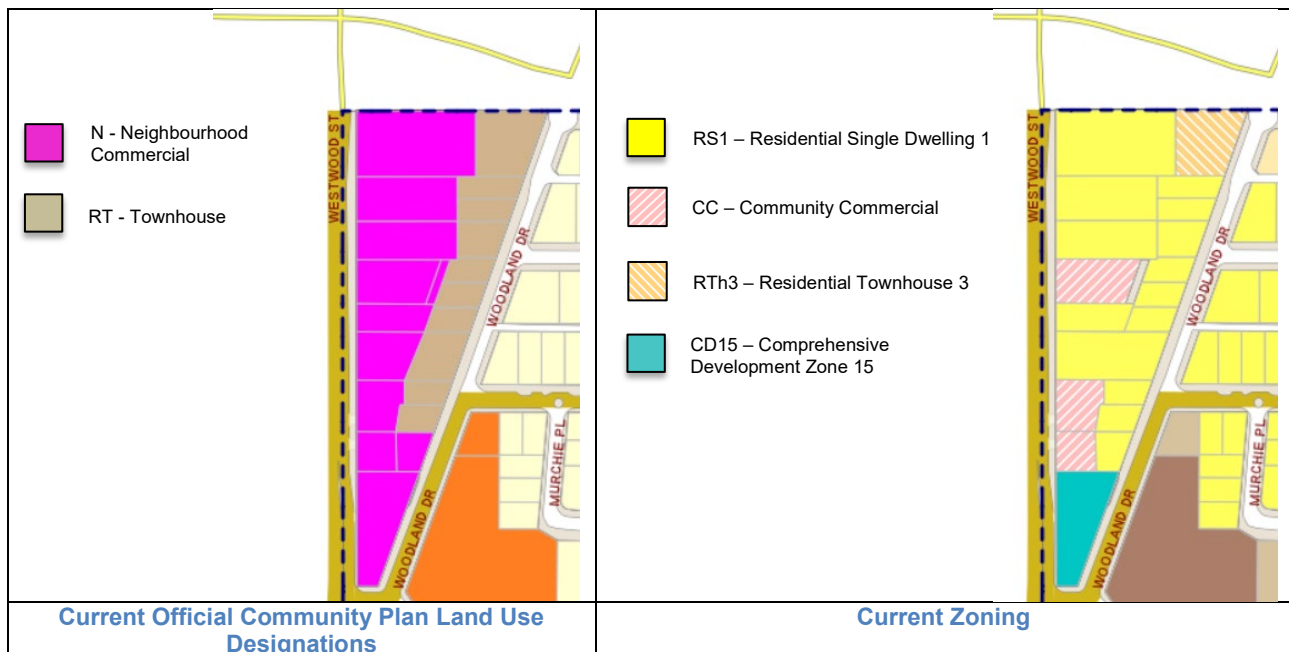 N - Neighbourhood
Commercial
RT - Townhouse
WESTWOOD ST
WOODLAND DR
WOODLAND DR
MURCHIE PL
Current Official Community Plan Land Use
Designations
RS1 – Residential Single Dwelling 1
CC – Community Commercial
RTh3 – Residential Townhouse 3
CD15 – Comprehensive
Development Zone 15
WESTWOOD ST
WOODLAND DR
WOODLAND DR
MURCHIE PL
Current Zoning